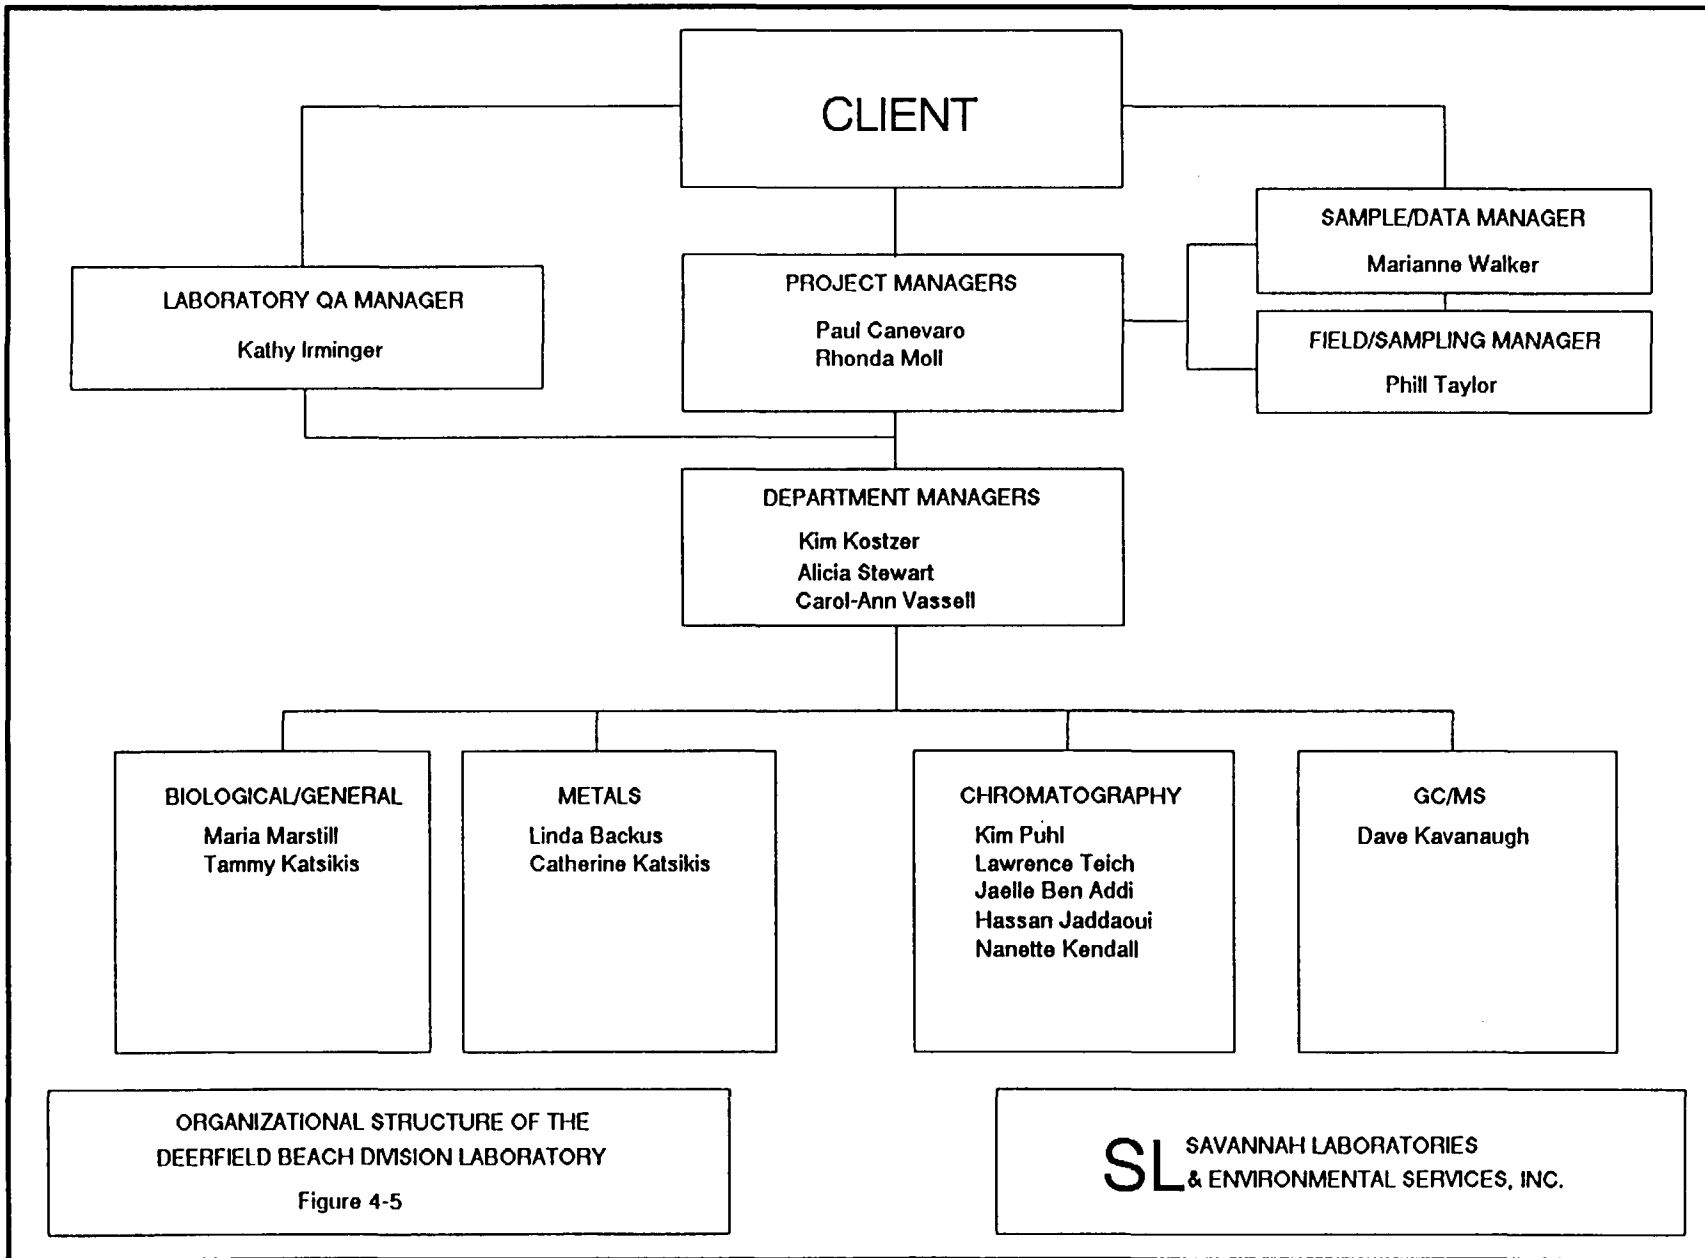 CLIENT
SAMPLE/DATA MANAGER
Marianne Walker
LABORATORY QA MANAGER
Kathy Irminger
PROJECT MANAGERS
Paul Canevaro
Rhonda Moll
FIELD/SAMPLING MANAGER
Phill Taylor
DEPARTMENT MANAGERS
Kim Kostzer
Alicia Stewart
Carol-Ann Vassell
BIOLOGICAL/GENERAL
Maria Marstill
Tammy Katsikis
METALS
Linda Backus
Catherine Katsikis
CHROMATOGRAPHY
Kim Puhl
Lawrence Teich
Jaelle Ben Addi
Hassan Jaddaoui
Nanette Kendall
GC/MS
Dave Kavanaugh
ORGANIZATIONAL STRUCTURE OF THE
DEERFIELD BEACH DIVISION LABORATORY
Figure 4-5
SL
SAVANNAH LABORATORIES
& ENVIRONMENTAL SERVICES, INC.